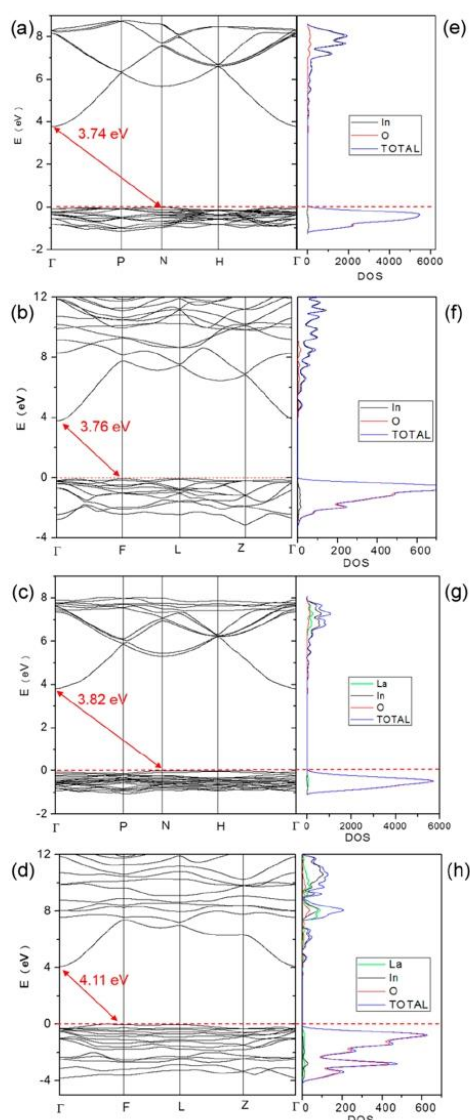 (a)
E (eV)
8
6
4
2
0
-2
3.74 eV
Γ P N H Γ
(e)
In
O
TOTAL
0 2000 4000 6000
DOS
(b)
E (eV)
12
8
4
0
-4
3.76 eV
Γ F L Z Γ
(f)
In
O
TOTAL
0 200 400 600
DOS
(c)
E (eV)
8
6
4
2
0
-2
3.82 eV
Γ P N H Γ
(g)
La
In
O
TOTAL
0 2000 4000 6000
DOS
(d)
E (eV)
12
8
4
0
-4
4.11 eV
Γ F L Z Γ
(h)
La
In
O
TOTAL
0 200 400 600
DOS